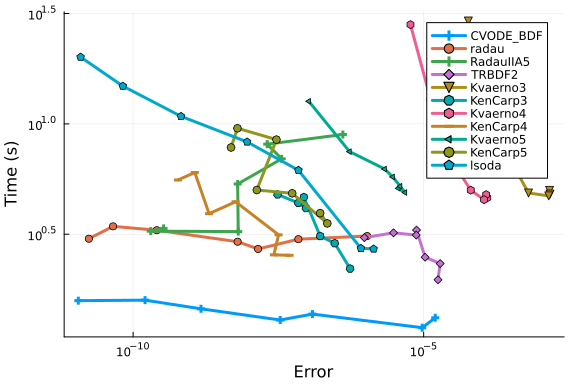 10^1.5
CVODE_BDF
radau
RadauIIA5
TRBDF2
Kvaerno3
KenCarp3
Kvaerno4
KenCarp4
Kvaerno5
KenCarp5
lsoda
10^1.0
10^0.5
Time (s)
10^-10
10^-5
Error